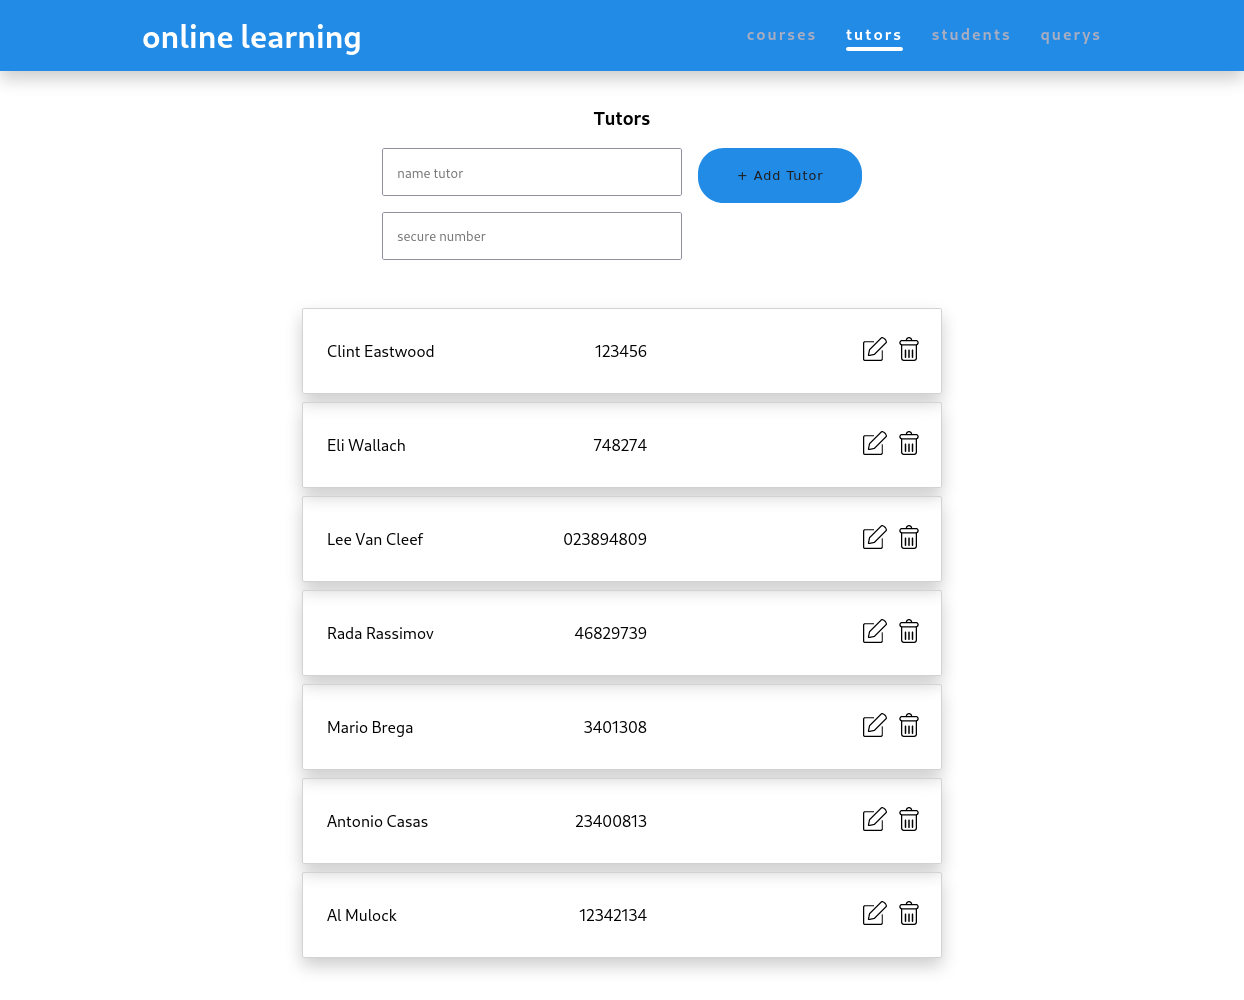 online learning
courses tutors students querys
Tutors
name tutor
+ Add Tutor
secure number
Clint Eastwood 123456
Eli Wallach 748274
Lee Van Cleef 023894809
Rada Rassimov 46829739
Mario Brega 3401308
Antonio Casas 23400813
Al Mulock 12342134